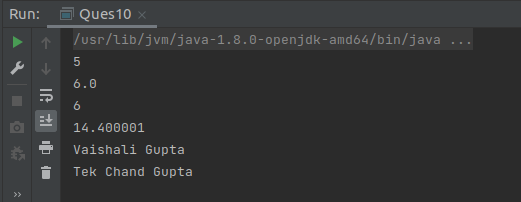 Run: Ques10 ×
/usr/lib/jvm/java-1.8.0-openjdk-amd64/bin/java ...
5
6.0
6
14.400001
Vaishali Gupta
Tek Chand Gupta